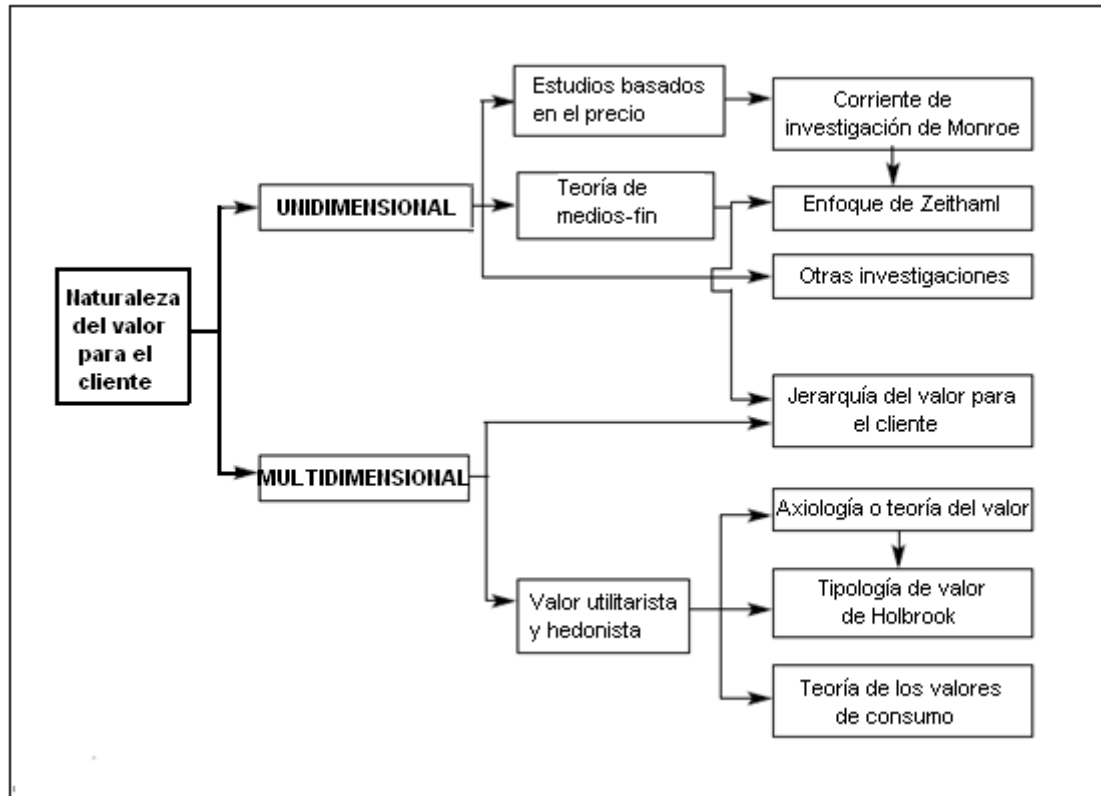 Estudios basados
en el precio
Corriente de
investigación de Monroe
UNIDIMENSIONAL
Teoría de
medios-fin
Enfoque de Zeithaml
Otras investigaciones
Naturaleza
del valor
para el
cliente
Jerarquía del valor para
el cliente
MULTIDIMENSIONAL
Axiología o teoría del valor
Valor utilitarista
y hedonista
Tipología de valor
de Holbrook
Teoría de los valores
de consumo